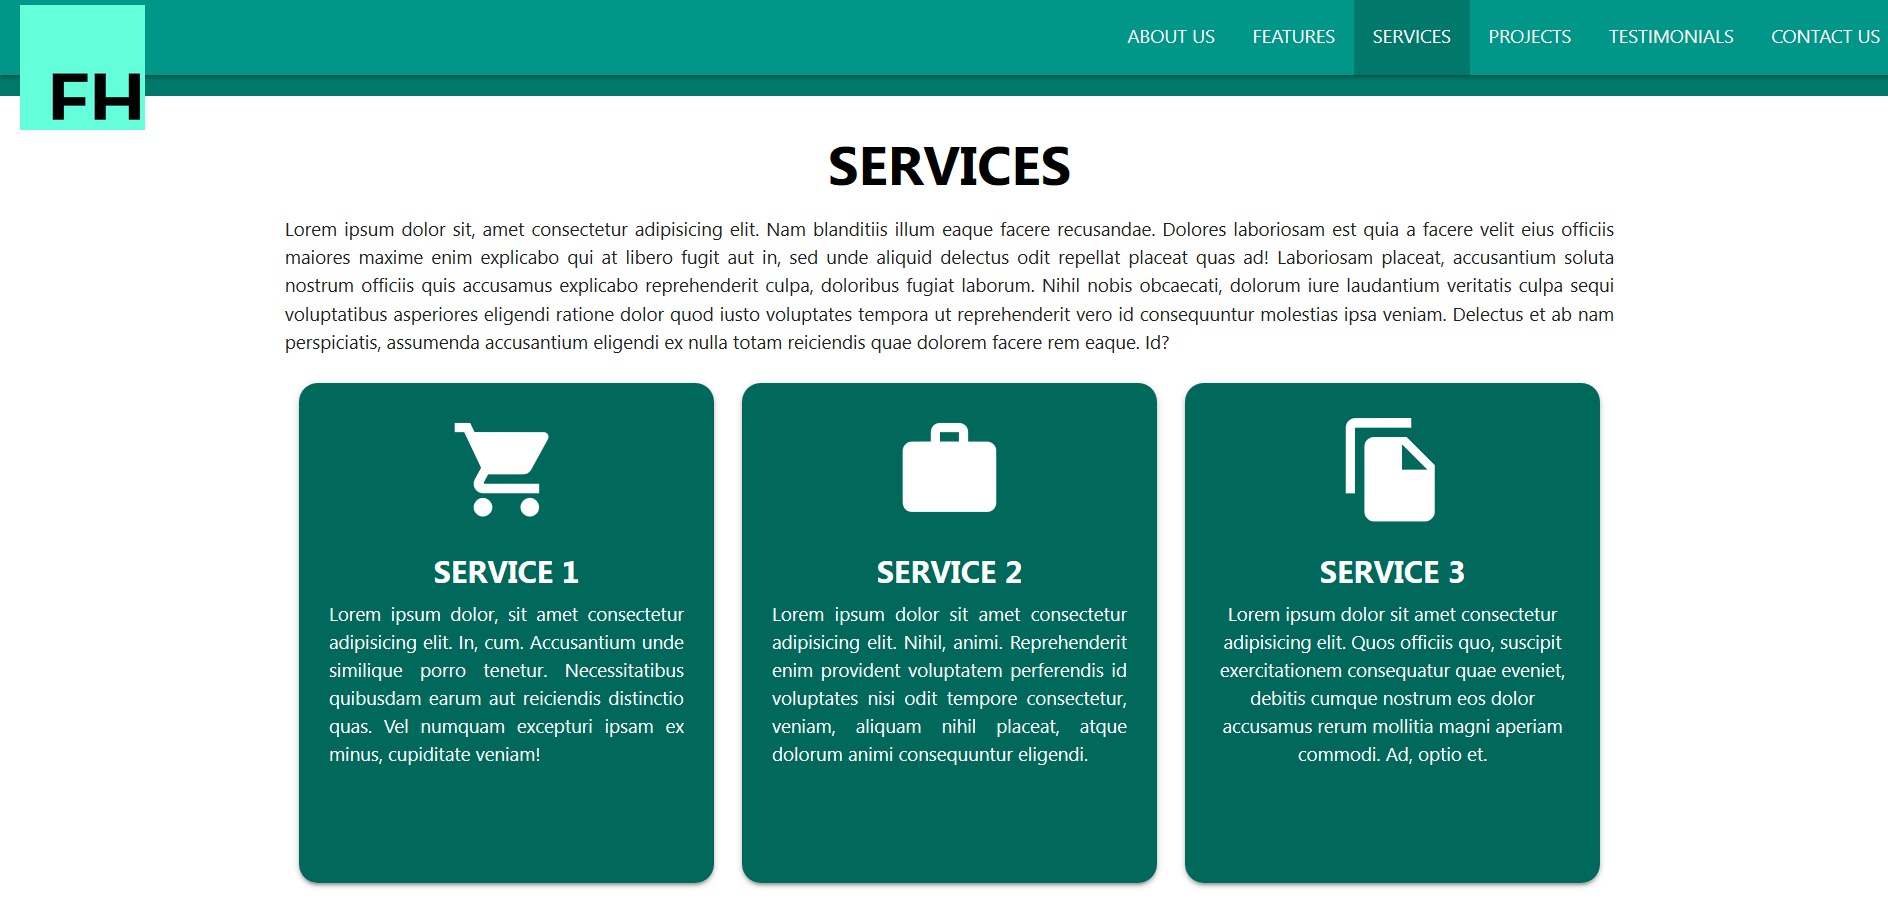 FH
ABOUT US FEATURES SERVICES PROJECTS TESTIMONIALS CONTACT US
SERVICES
Lorem ipsum dolor sit, amet consectetur adipisicing elit. Nam blanditiis illum eaque facere recusandae. Dolores laboriosam est quia a facere velit eius officiis
maiores maxime enim explicabo qui at libero fugit aut in, sed unde aliquid delectus odit repellat placeat quas ad! Laboriosam placeat, accusantium soluta
nostrum officiis quis accusamus explicabo reprehenderit culpa, doloribus fugiat laborum. Nihil nobis obcaecati, dolorum iure laudantium veritatis culpa sequi
voluptatibus asperiores eligendi ratione dolor quod iusto voluptates tempora ut reprehenderit vero id consequuntur molestias ipsa veniam. Delectus et ab nam
perspiciatis, assumenda accusantium eligendi ex nulla totam reiciendis quae dolorem facere rem eaque. Id?
SERVICE 1
Lorem ipsum dolor, sit amet consectetur
adipisicing elit. In, cum. Accusantium unde
similique porro tenetur. Necessitatibus
quibusdam earum aut reiciendis distinctio
quas. Vel numquam excepturi ipsam ex
minus, cupiditate veniam!
SERVICE 2
Lorem ipsum dolor sit amet consectetur
adipisicing elit. Nihil, animi. Reprehenderit
enim provident voluptatem perferendis id
voluptates nisi odit tempore consectetur,
veniam, aliquam nihil placeat, atque
dolorum animi consequuntur eligendi.
SERVICE 3
Lorem ipsum dolor sit amet consectetur
adipisicing elit. Quos officiis quo, suscipit
exercitationem consequatur quae eveniet,
debitis cumque nostrum eos dolor
accusamus rerum mollitia magni aperiam
commodi. Ad, optio et.